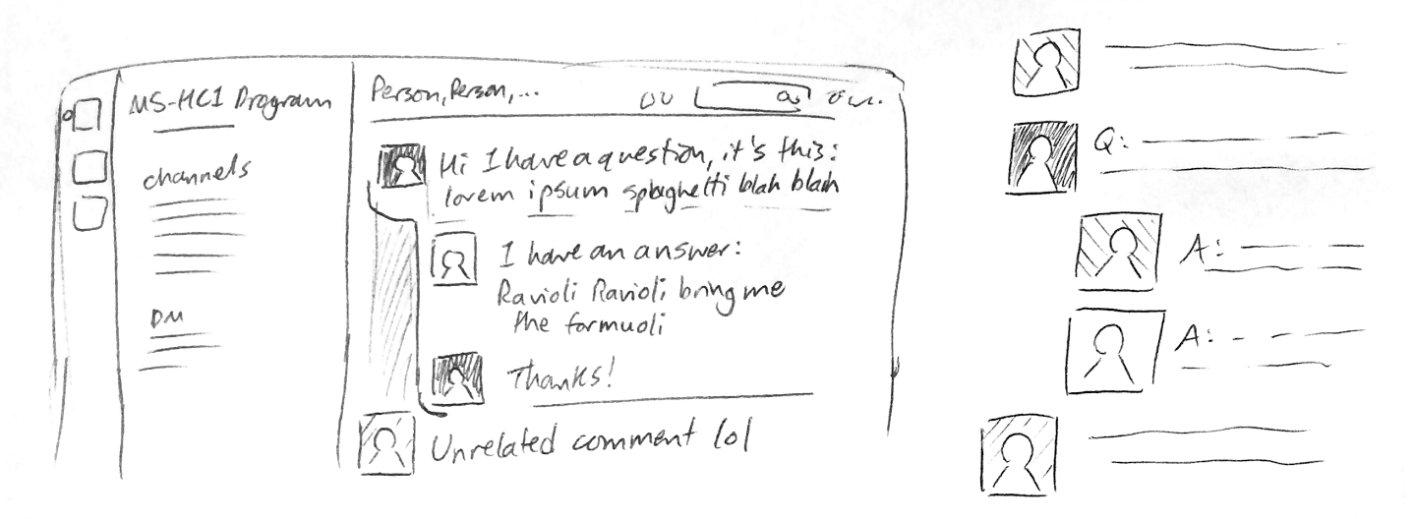 MS-HCI Program
channels
DM
Person, Person, ...
Hi I have a question, it's this:
lorem ipsum spaghetti blah blah
I have an answer:
Ravioli Ravioli bring me
the formuoli
Thanks!
Unrelated comment lol
Q:
A:
A: